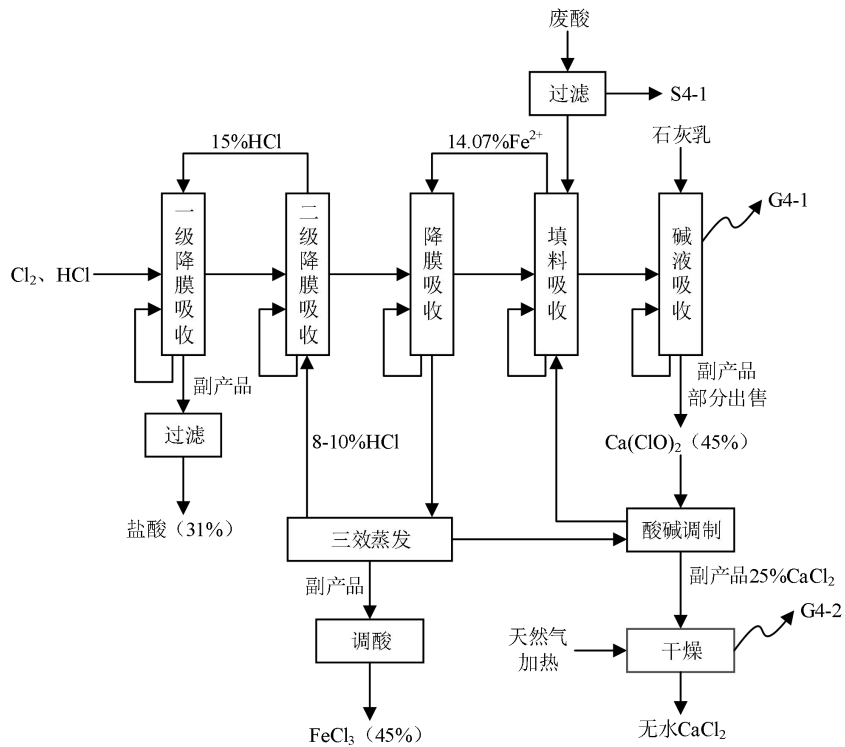 废酸
过滤
S4-1
石灰乳
15%HCl
14.07%Fe²⁺
G4-1
一级降膜吸收
二级降膜吸收
降膜吸收
填料吸收
碱液吸收
Cl₂、HCl
副产品
副产品
部分出售
过滤
8-10%HCl
Ca(ClO)₂（45%）
盐酸（31%）
三效蒸发
酸碱调制
副产品
副产品25%CaCl₂
G4-2
调酸
天然气
加热
干燥
FeCl₃（45%）
无水CaCl₂